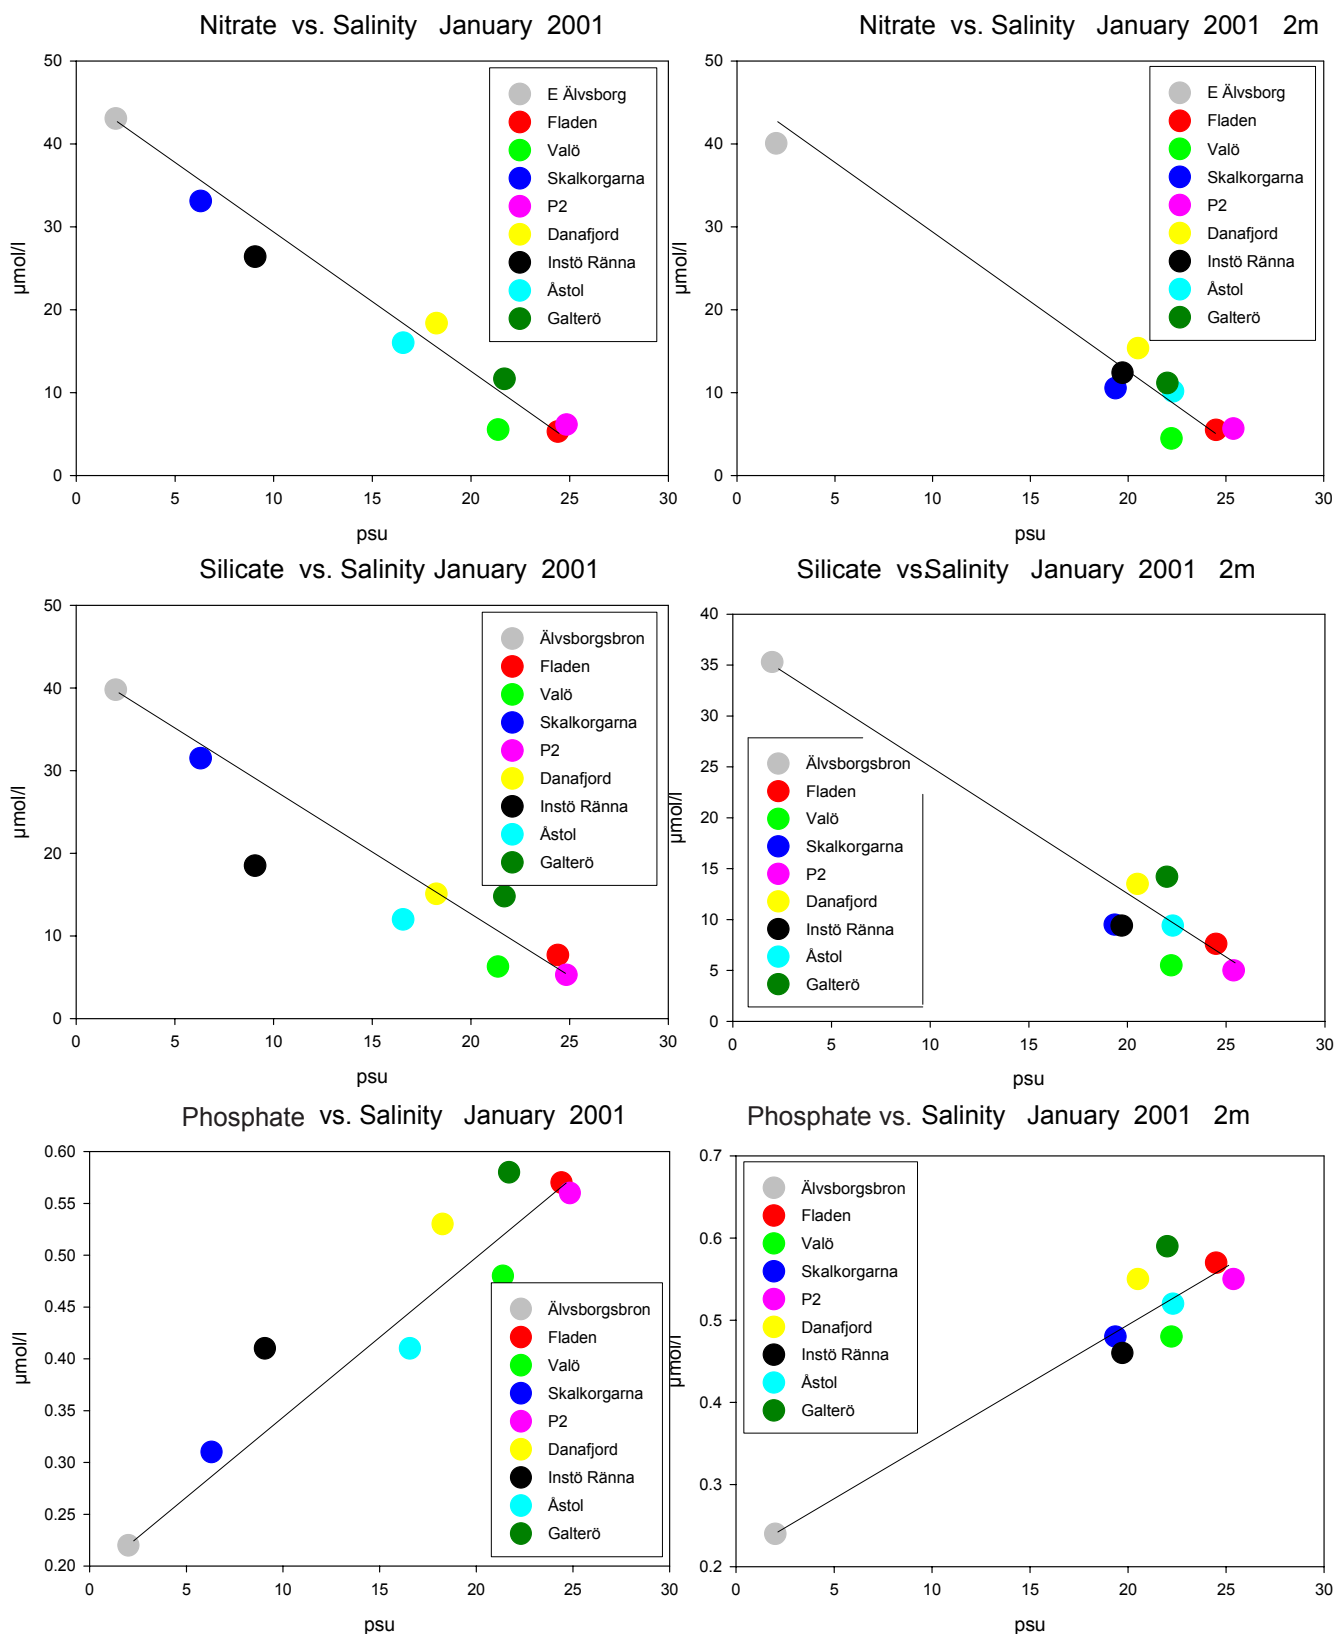 Nitrate vs. Salinity January 2001
50
40
30
20
10
0
µmol/l
0 5 10 15 20 25 30
psu
E Älvsborg
Fladen
Valö
Skalkorgarna
P2
Danafjord
Instö Ränna
Åstol
Galterö
Nitrate vs. Salinity January 2001 2m
50
40
30
20
10
0
µmol/l
0 5 10 15 20 25 30
psu
E Älvsborg
Fladen
Valö
Skalkorgarna
P2
Danafjord
Instö Ränna
Åstol
Galterö
Silicate vs. Salinity January 2001
50
40
30
20
10
0
µmol/l
0 5 10 15 20 25 30
psu
Älvsborgsbron
Fladen
Valö
Skalkorgarna
P2
Danafjord
Instö Ränna
Åstol
Galterö
Silicate vs.Salinity January 2001 2m
40
35
30
25
20
15
10
5
0
µmol/l
0 5 10 15 20 25 30
psu
Älvsborgsbron
Fladen
Valö
Skalkorgarna
P2
Danafjord
Instö Ränna
Åstol
Galterö
Phosphate vs. Salinity January 2001
0.60
0.55
0.50
0.45
0.40
0.35
0.30
0.25
0.20
µmol/l
0 5 10 15 20 25 30
psu
Älvsborgsbron
Fladen
Valö
Skalkorgarna
P2
Danafjord
Instö Ränna
Åstol
Galterö
Phosphate vs. Salinity January 2001 2m
0.7
0.6
0.5
0.4
0.3
0.2
µmol/l
0 5 10 15 20 25 30
psu
Älvsborgsbron
Fladen
Valö
Skalkorgarna
P2
Danafjord
Instö Ränna
Åstol
Galterö